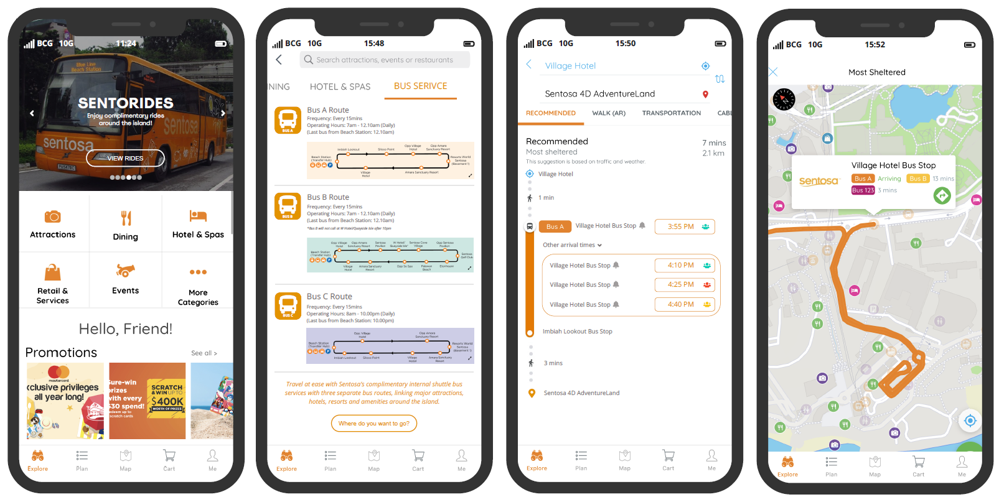 BCG 10G 11:24
Blue Line
Beach Station
SENTORIDES
Enjoy complimentary rides
around the island!
sentosa
sentosa
VIEW RIDES
Attractions
Dining
Hotel & Spas
Retail &
Services
Events
More
Categories
Hello, Friend!
Promotions
See all >
mastercard
xclusive privileges
all year long!
Sure-win
prizes
with every
$30 spend!
SCRATCH
& WIN UP TO
$400K
WORTH OF PRIZES
Explore
Plan
Map
Cart
Me
BCG 10G 15:48
Search attractions, events or restaurants
NING
HOTEL & SPAS
BUS SERIVCE
BUS A
Bus A Route
Frequency: Every 15mins
Operating Hours: 7am - 12.10am (Daily)
(Last bus from Beach Station: 12.10am)
Imbiah Lookout
Siloso Point
Opp Village
Hotel
Opp Amara
Sanctuary Resort
Beach Station
(Transfer Hub)
Resorts World
Sentosa
(Basement 1)
Village
Hotel
Amara Sanctuary Resort
BUS B
Bus B Route
Frequency: Every 15mins
Operating Hours: 7am - 12.10am (Daily)
(Last bus from Beach Station: 12.10am)
*Bus B will not call at W Hotel/Quayside Isle after 10pm
Opp Village
Hotel
Opp Amara
Sanctuary Resort
Sentosa
Pavilion
W Hotel/
Quayside Isle*
Sentosa Cove
Village
Opp Sentosa
Pavilion
Beach Station
(Transfer Hub)
Sentosa
Golf Club
Village
Hotel
Amara Sanctuary
Resort
Opp So Spa
Palawan
Beach
BUS C
Bus C Route
Frequency: Every 15mins
Operating Hours: 8am - 10.00pm (Daily)
(Last bus from Beach Station: 10.00pm)
Opp. Village
Hotel
Opp Amara
Sanctuary Resort
Beach Station
(Transfer Hub)
Resorts World
Sentosa
(Basement 1)
Imbiah Lookout
Siloso Point
Village
Hotel
Amara Sanctuary
Resort
Travel at ease with Sentosa's complimentary internal shuttle bus
services with three separate bus routes, linking major attractions,
hotels, resorts and amenities around the island.
Where do you want to go?
Explore
Plan
Map
Cart
Me
BCG 10G 15:50
Village Hotel
Sentosa 4D AdventureLand
RECOMMENDED
WALK (AR)
TRANSPORTATION
CABL
Recommended
7 mins
Most sheltered
2.1 km
This suggestion is based on traffic and weather.
Village Hotel
1 min
Bus A
Village Hotel Bus Stop
3:55 PM
Other arrival times
Village Hotel Bus Stop
4:10 PM
Village Hotel Bus Stop
4:25 PM
Village Hotel Bus Stop
4:40 PM
Imbiah Lookout Bus Stop
3 mins
Sentosa 4D AdventureLand
Explore
Plan
Map
Cart
Me
BCG 10G 15:52
Most Sheltered
N
Village Hotel Bus Stop
sentosa
Bus A Arriving Bus B 13 mins
Bus 123 3 mins
Explore
Plan
Map
Cart
Me